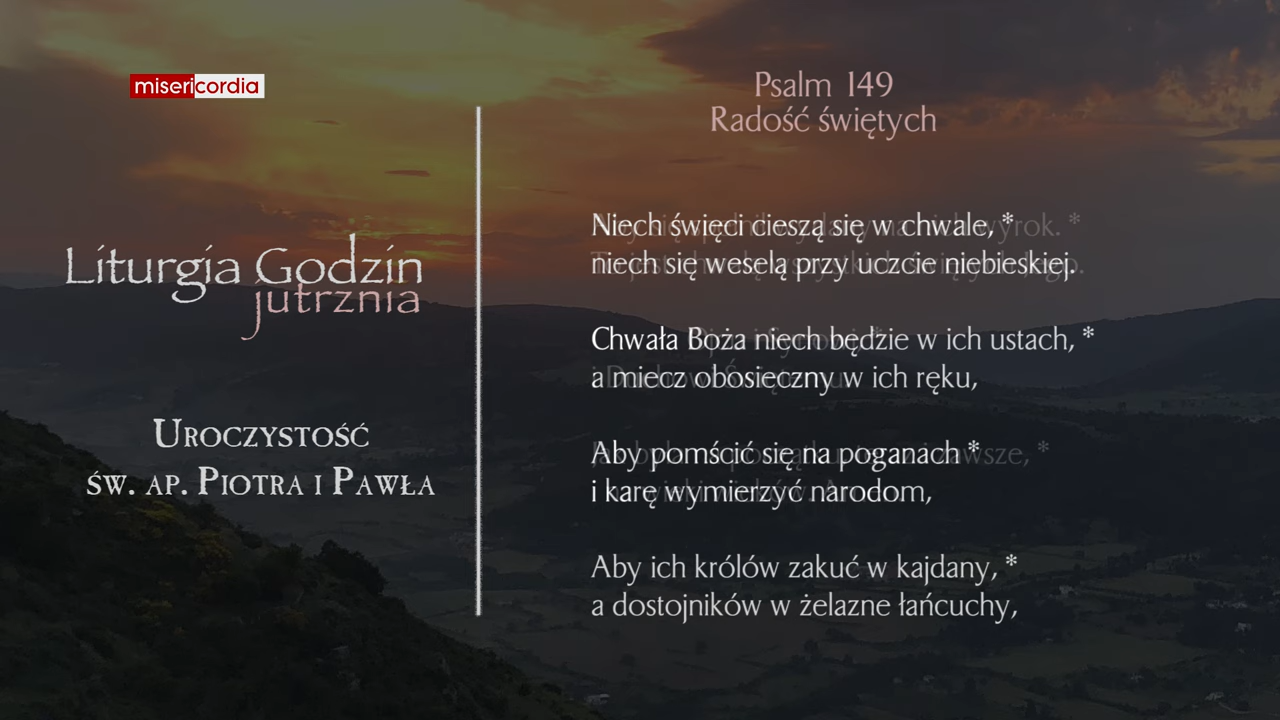 misericordia
Liturgia Godzin
jutrznia
Uroczystość
św. ap. Piotra i Pawła
Psalm 149
Radość świętych
Niech święci cieszą się w chwale, *
niech się weselą przy uczcie niebieskiej.
Chwała Boża niech będzie w ich ustach, *
a miecz obosieczny w ich ręku,
Aby pomścić się na poganach *
i karę wymierzyć narodom,
Aby ich królów zakuć w kajdany, *
a dostojników w żelazne łańcuchy,